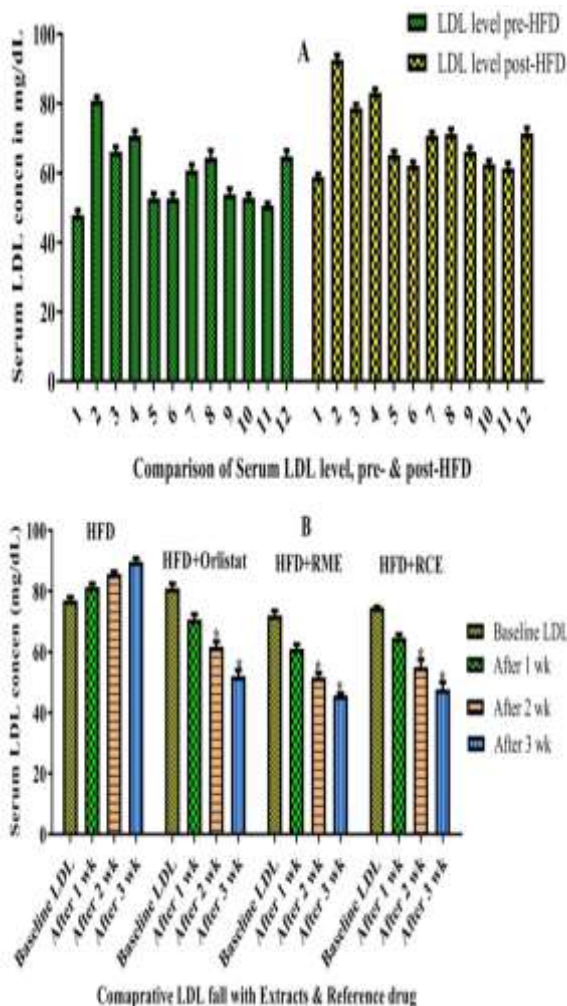 A
LDL level pre-HFD
LDL level post-HFD
Serum LDL concn in mg/dL
100
80
60
40
20
0
1 2 3 4 5 6 7 8 9 10 11 12 1 2 3 4 5 6 7 8 9 10 11 12
Comparison of Serum LDL level, pre- & post-HFD
B
HFD HFD+Orlistat HFD+RME HFD+RCE
Serum LDL concen (mg/dL)
100
80
60
40
20
0
Baseline LDL
After 1 wk
After 2 wk
After 3 wk
Baseline LDL After 1 wk After 2 wk After 3 wk Baseline LDL After 1 wk After 2 wk After 3 wk Baseline LDL After 1 wk After 2 wk After 3 wk Baseline LDL After 1 wk After 2 wk After 3 wk
Comaprative LDL fall with Extracts & Reference drug